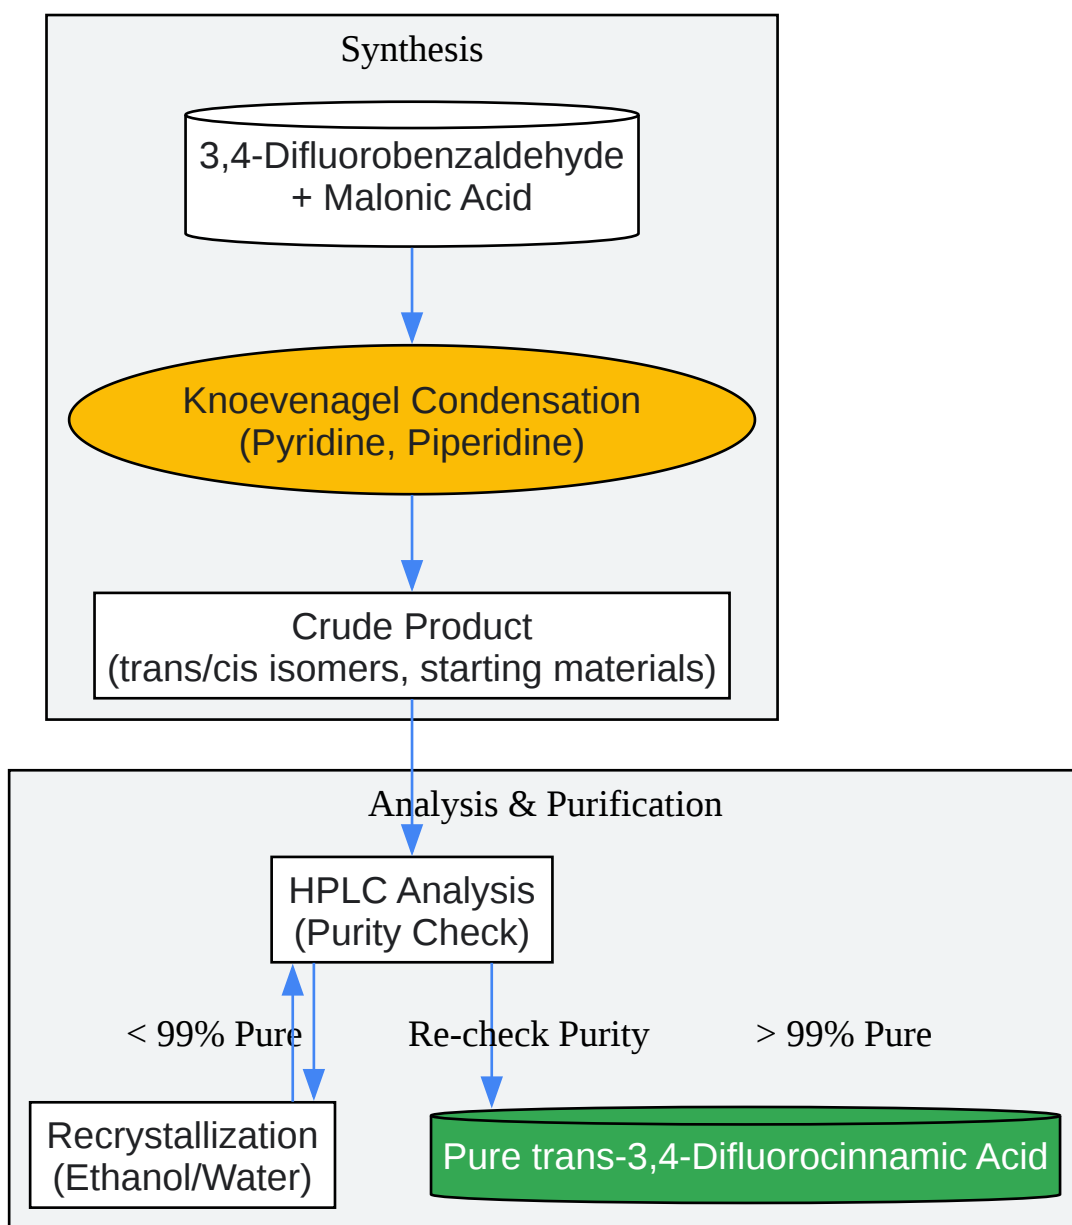 Synthesis
3,4-Difluorobenzaldehyde
+ Malonic Acid
Knoevenagel Condensation
(Pyridine, Piperidine)
Crude Product
(trans/cis isomers, starting materials)
Analysis & Purification
HPLC Analysis
(Purity Check)
< 99% Pure
Re-check Purity
> 99% Pure
Recrystallization
(Ethanol/Water)
Pure trans-3,4-Difluorocinnamic Acid